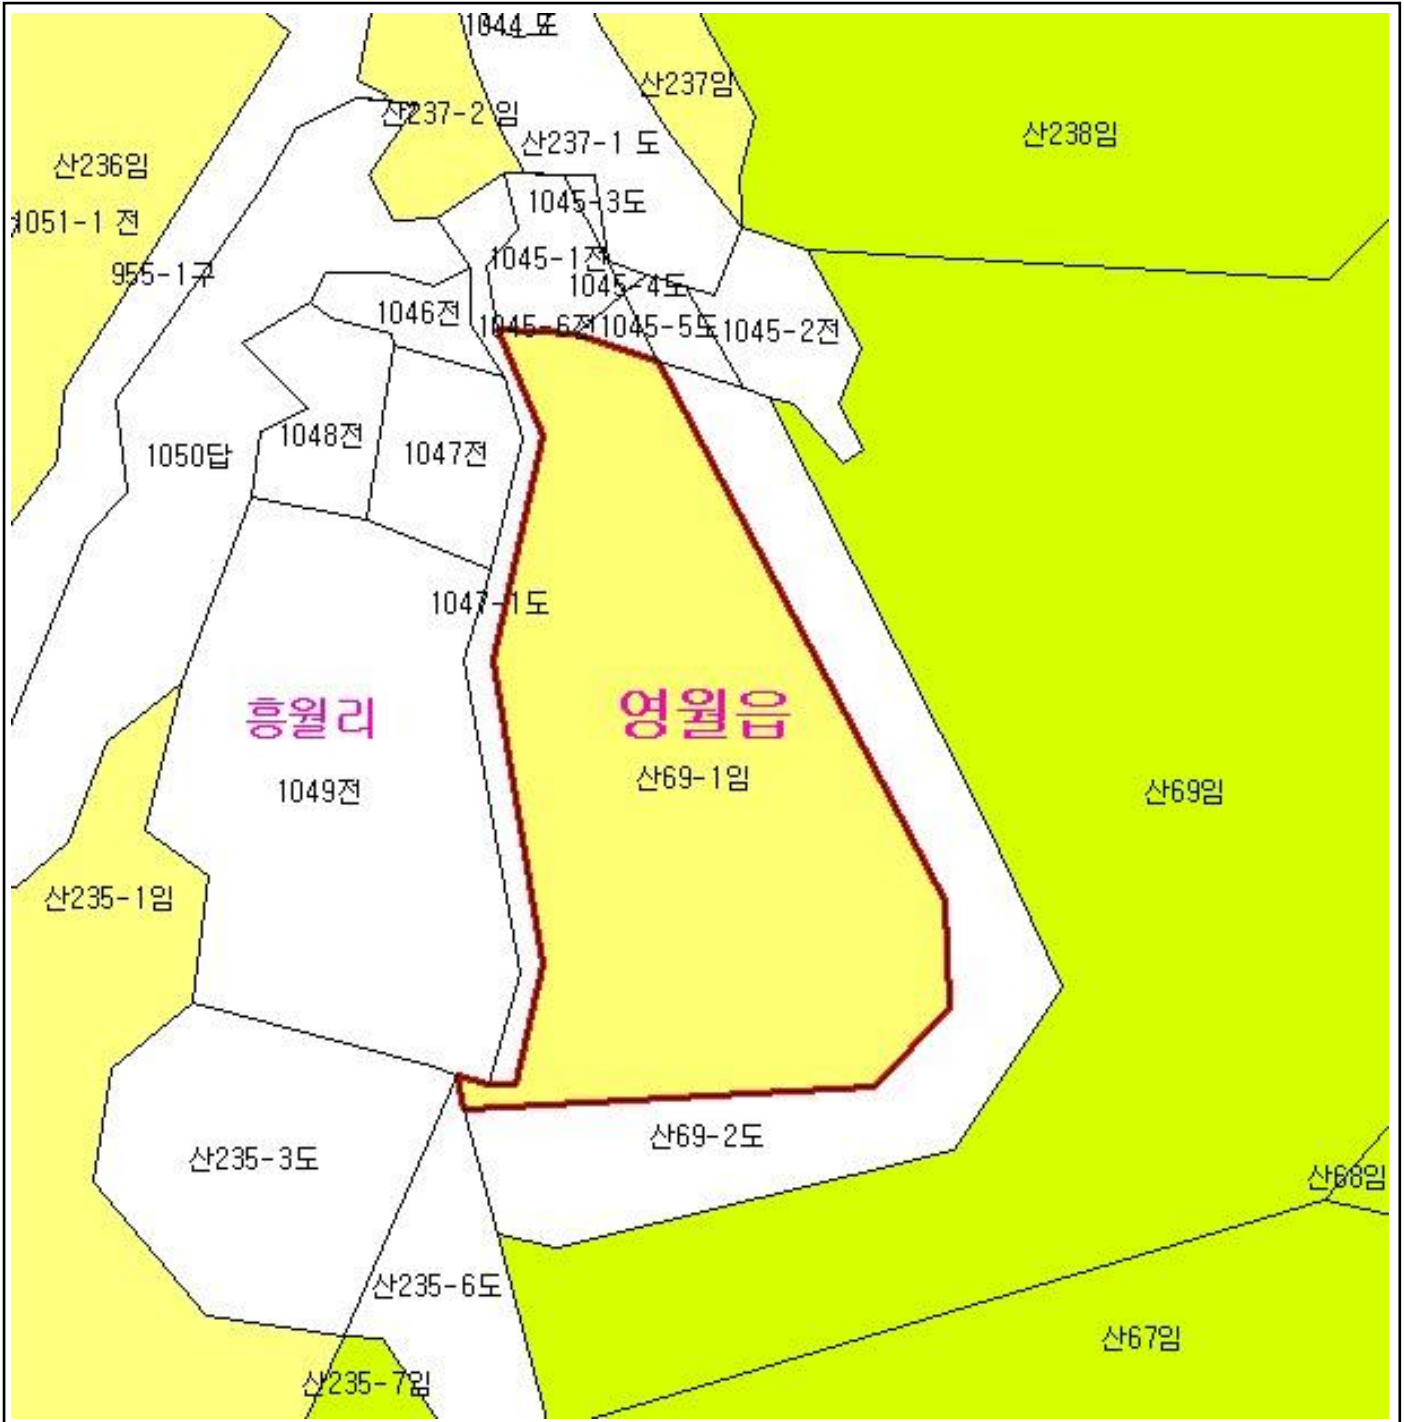 1044 도
산237임
산237-2 임
산238임
산237-1 도
산236임
1045-3도
1051-1 전
1045-1전
955-1구
1045-4도
1046전
1045-6전
1045-5도
1045-2전
1048전
1047전
1050답
1047-1도
흥월리
영월읍
산69-1임
1049전
산69임
산235-1임
산69-2도
산235-3도
산68임
산235-6도
산67임
산235-7임